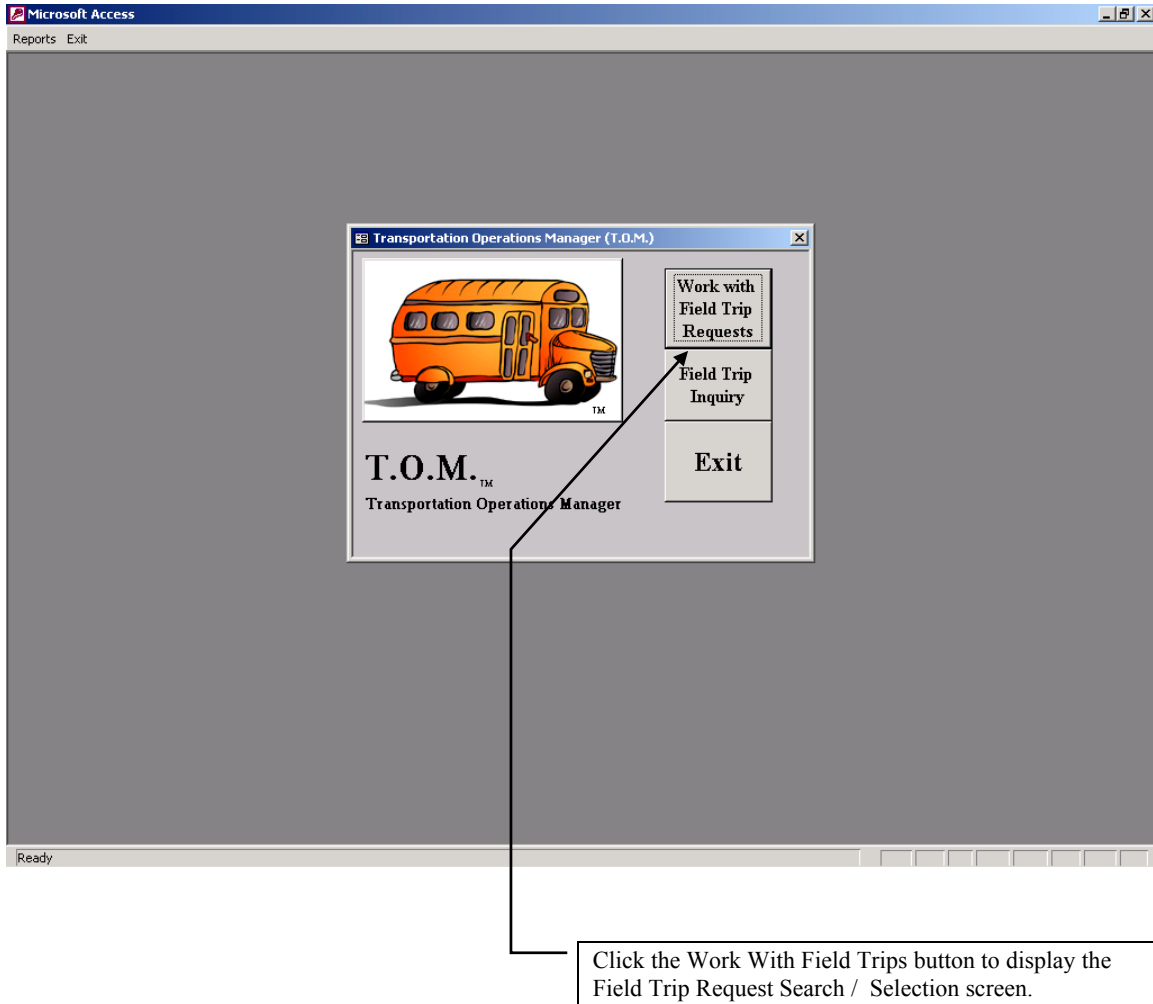 Microsoft Access
Reports Exit
Transportation Operations Manager (T.O.M.)
Work with
Field Trip
Requests
TM
Field Trip
Inquiry
T.O.M.TM
Exit
Transportation Operations Manager
Ready
Click the Work With Field Trips button to display the
Field Trip Request Search / Selection screen.